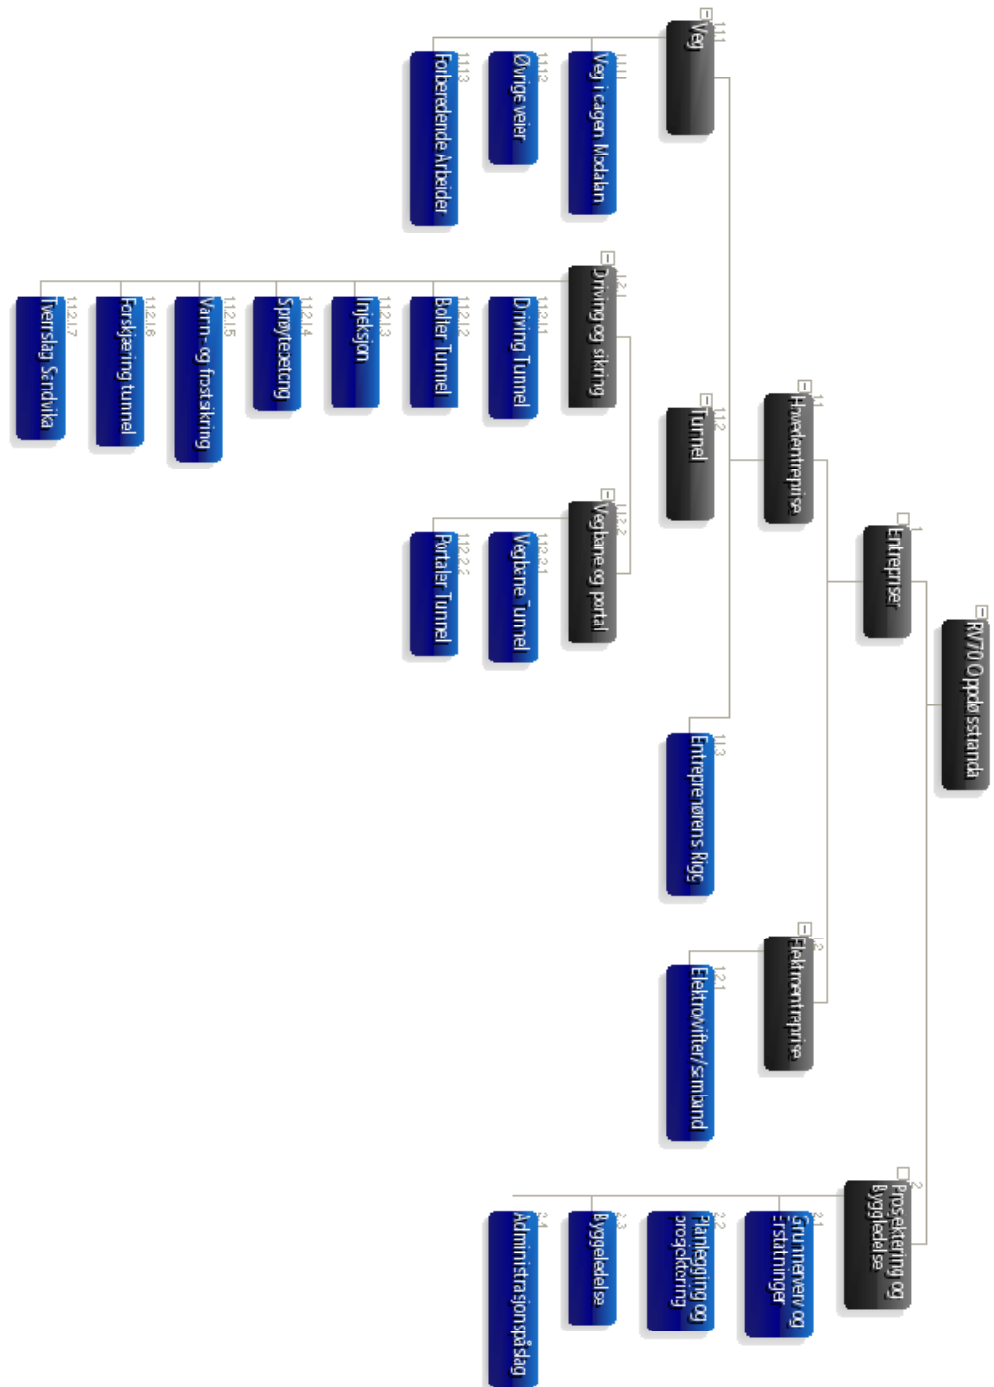 RV70 Oppdølsstranda
1
Entrepriser
1.1
Hovedentreprise
1.1.1
Veg
1.1.1.1
Veg i dagen Modalan
1.1.1.2
Øvrige veier
1.1.1.3
Forberedende Arbeider
1.1.2
Tunnel
1.1.2.1
Driving og sikring
1.1.2.1.1
Driving Tunnel
1.1.2.1.2
Bolter Tunnel
1.1.2.1.3
Injeksjon
1.1.2.1.4
Sprøytebetong
1.1.2.1.5
Vann- og frostsikring
1.1.2.1.6
Forskjæring tunnel
1.1.2.1.7
Tverrslag Sandvika
1.1.2.2
Vegbane og portal
1.1.2.2.1
Vegbane Tunnel
1.1.2.2.2
Portaler Tunnel
1.1.3
Entreprenørens Rigg
1.2
Elektroentreprise
1.2.1
Elektro/vifter/samband
2
Prosjektering og
Byggledelse
2.1
Grunnerverv og
Erstatninger
2.2
Planlegging og
prosjektering
2.3
Byggeledelse
2.4
Administrasjonspåslag